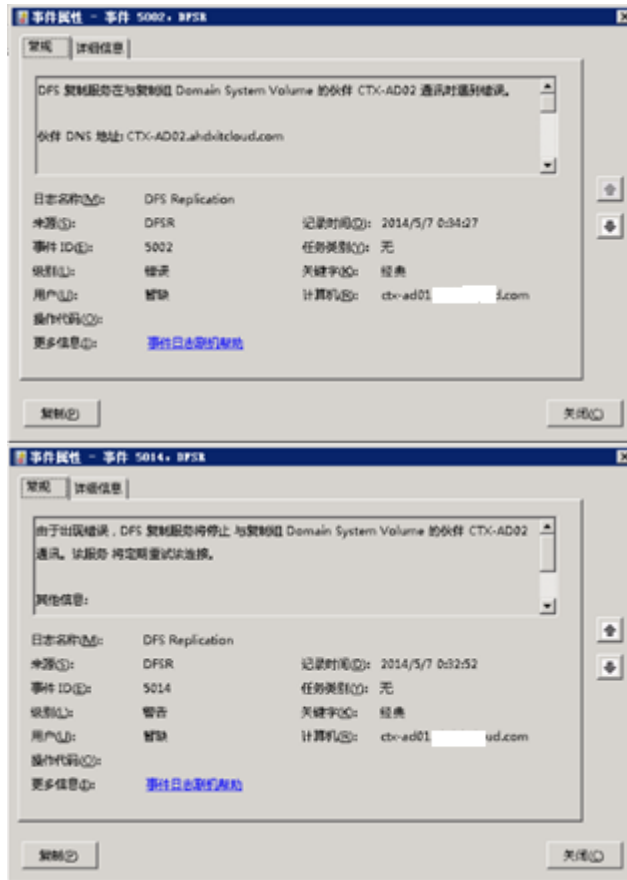 事件属性 - 事件 5002，DFSR
常规 详细信息
DFS 复制服务在与复制组 Domain System Volume 的伙伴 CTX-AD02 通讯时遇到错误。
伙伴 DNS 地址: CTX-AD02.ahdxitcloud.com
日志名称(M): DFS Replication
来源(S): DFSR 记录时间(D): 2014/5/7 0:34:27
事件 ID(E): 5002 任务类别(Y): 无
级别(L): 错误 关键字(K): 经典
用户(U): 暂缺 计算机(R): ctx-ad01 d.com
操作代码(O):
更多信息(I): 事件日志联机帮助
复制(P) 关闭(C)
事件属性 - 事件 5014，DFSR
常规 详细信息
由于出现错误，DFS 复制服务将停止 与复制组 Domain System Volume 的伙伴 CTX-AD02
通讯。该服务 将定期重试该连接。
其他信息:
日志名称(M): DFS Replication
来源(S): DFSR 记录时间(D): 2014/5/7 0:32:52
事件 ID(E): 5014 任务类别(Y): 无
级别(L): 警告 关键字(K): 经典
用户(U): 暂缺 计算机(R): ctx-ad01 ud.com
操作代码(O):
更多信息(I): 事件日志联机帮助
复制(P) 关闭(C)